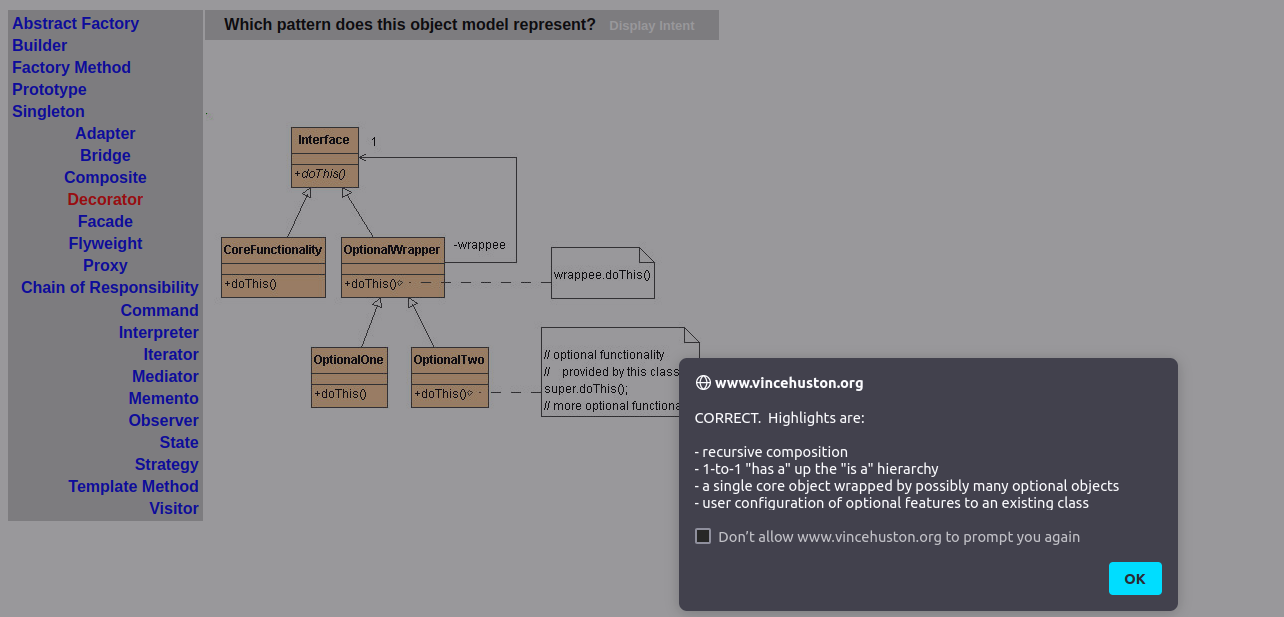 Abstract Factory
Builder
Factory Method
Prototype
Singleton
Adapter
Bridge
Composite
Decorator
Facade
Flyweight
Proxy
Chain of Responsibility
Command
Interpreter
Iterator
Mediator
Memento
Observer
State
Strategy
Template Method
Visitor
Which pattern does this object model represent? Display Intent
Interface
1
+doThis()
CoreFunctionality
+doThis()
OptionalWrapper
+doThis()
-wrappee
wrappee.doThis()
OptionalOne
+doThis()
OptionalTwo
+doThis()
// optional functionality
// provided by this class
super.doThis();
// more optional functiona
www.vincehuston.org
CORRECT. Highlights are:
- recursive composition
- 1-to-1 "has a" up the "is a" hierarchy
- a single core object wrapped by possibly many optional objects
- user configuration of optional features to an existing class
Don’t allow www.vincehuston.org to prompt you again
OK